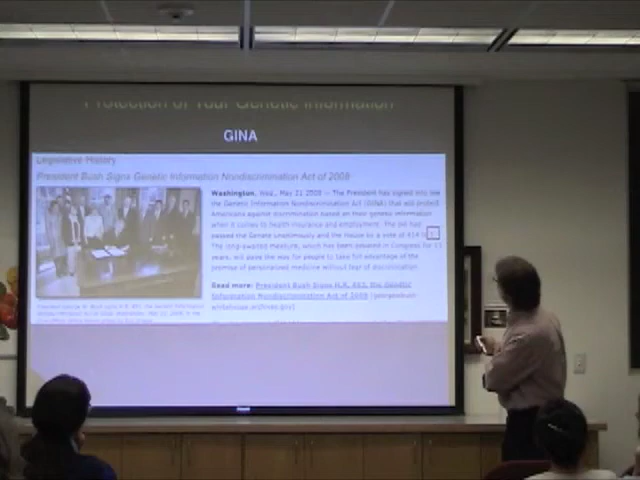 Protection of Your Genetic Information
GINA
Legislative History
President Bush Signs Genetic Information Nondiscrimination Act of 2008
Washington, Wed., May 21 2008 — The President has signed into law
the Genetic Information Nondiscrimination Act (GINA) that will protect
Americans against discrimination based on their genetic information
when it comes to health insurance and employment. The bill had
passed the Senate unanimously and the House by a vote of 414 to
The long-awaited measure, which has been debated in Congress for 13
years, will pave the way for people to take full advantage of the
promise of personalized medicine without fear of discrimination.
Read more: President Bush Signs H.R. 493, the Genetic
Information Nondiscrimination Act of 2008
whitehouse.archives.gov]